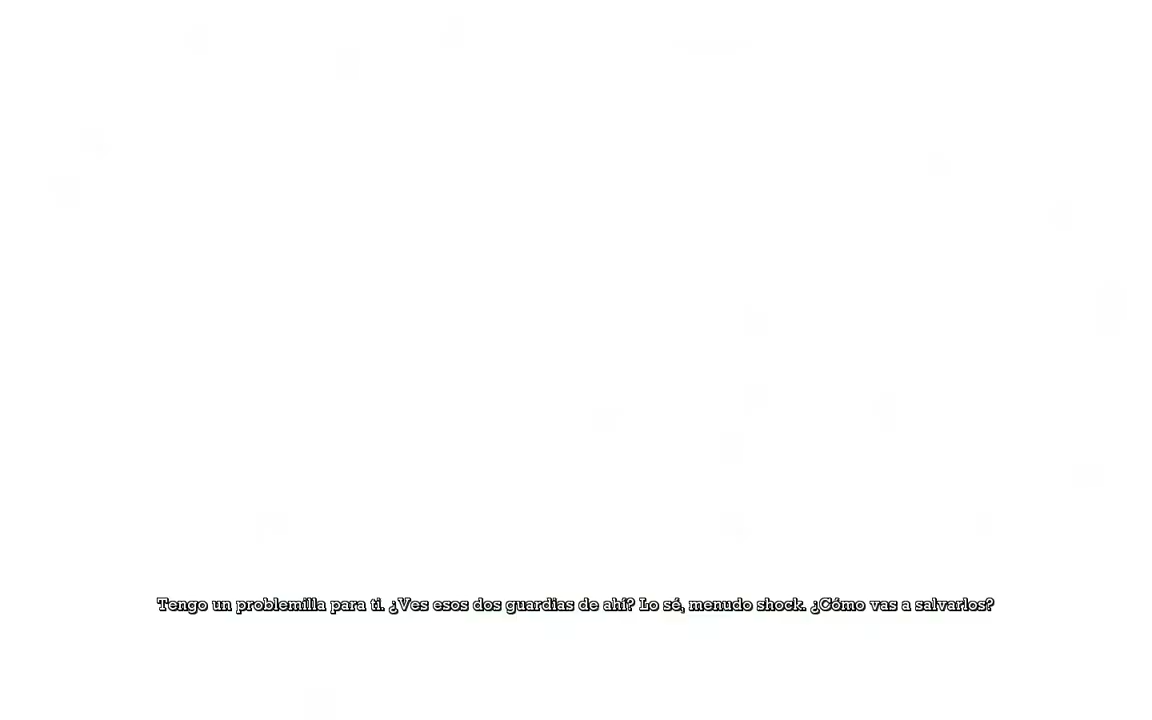 Tengo un problemilla para ti. ¿Ves esos dos guardias de ahí? Lo sé, menudo shock. ¿Cómo vas a salvarlos?